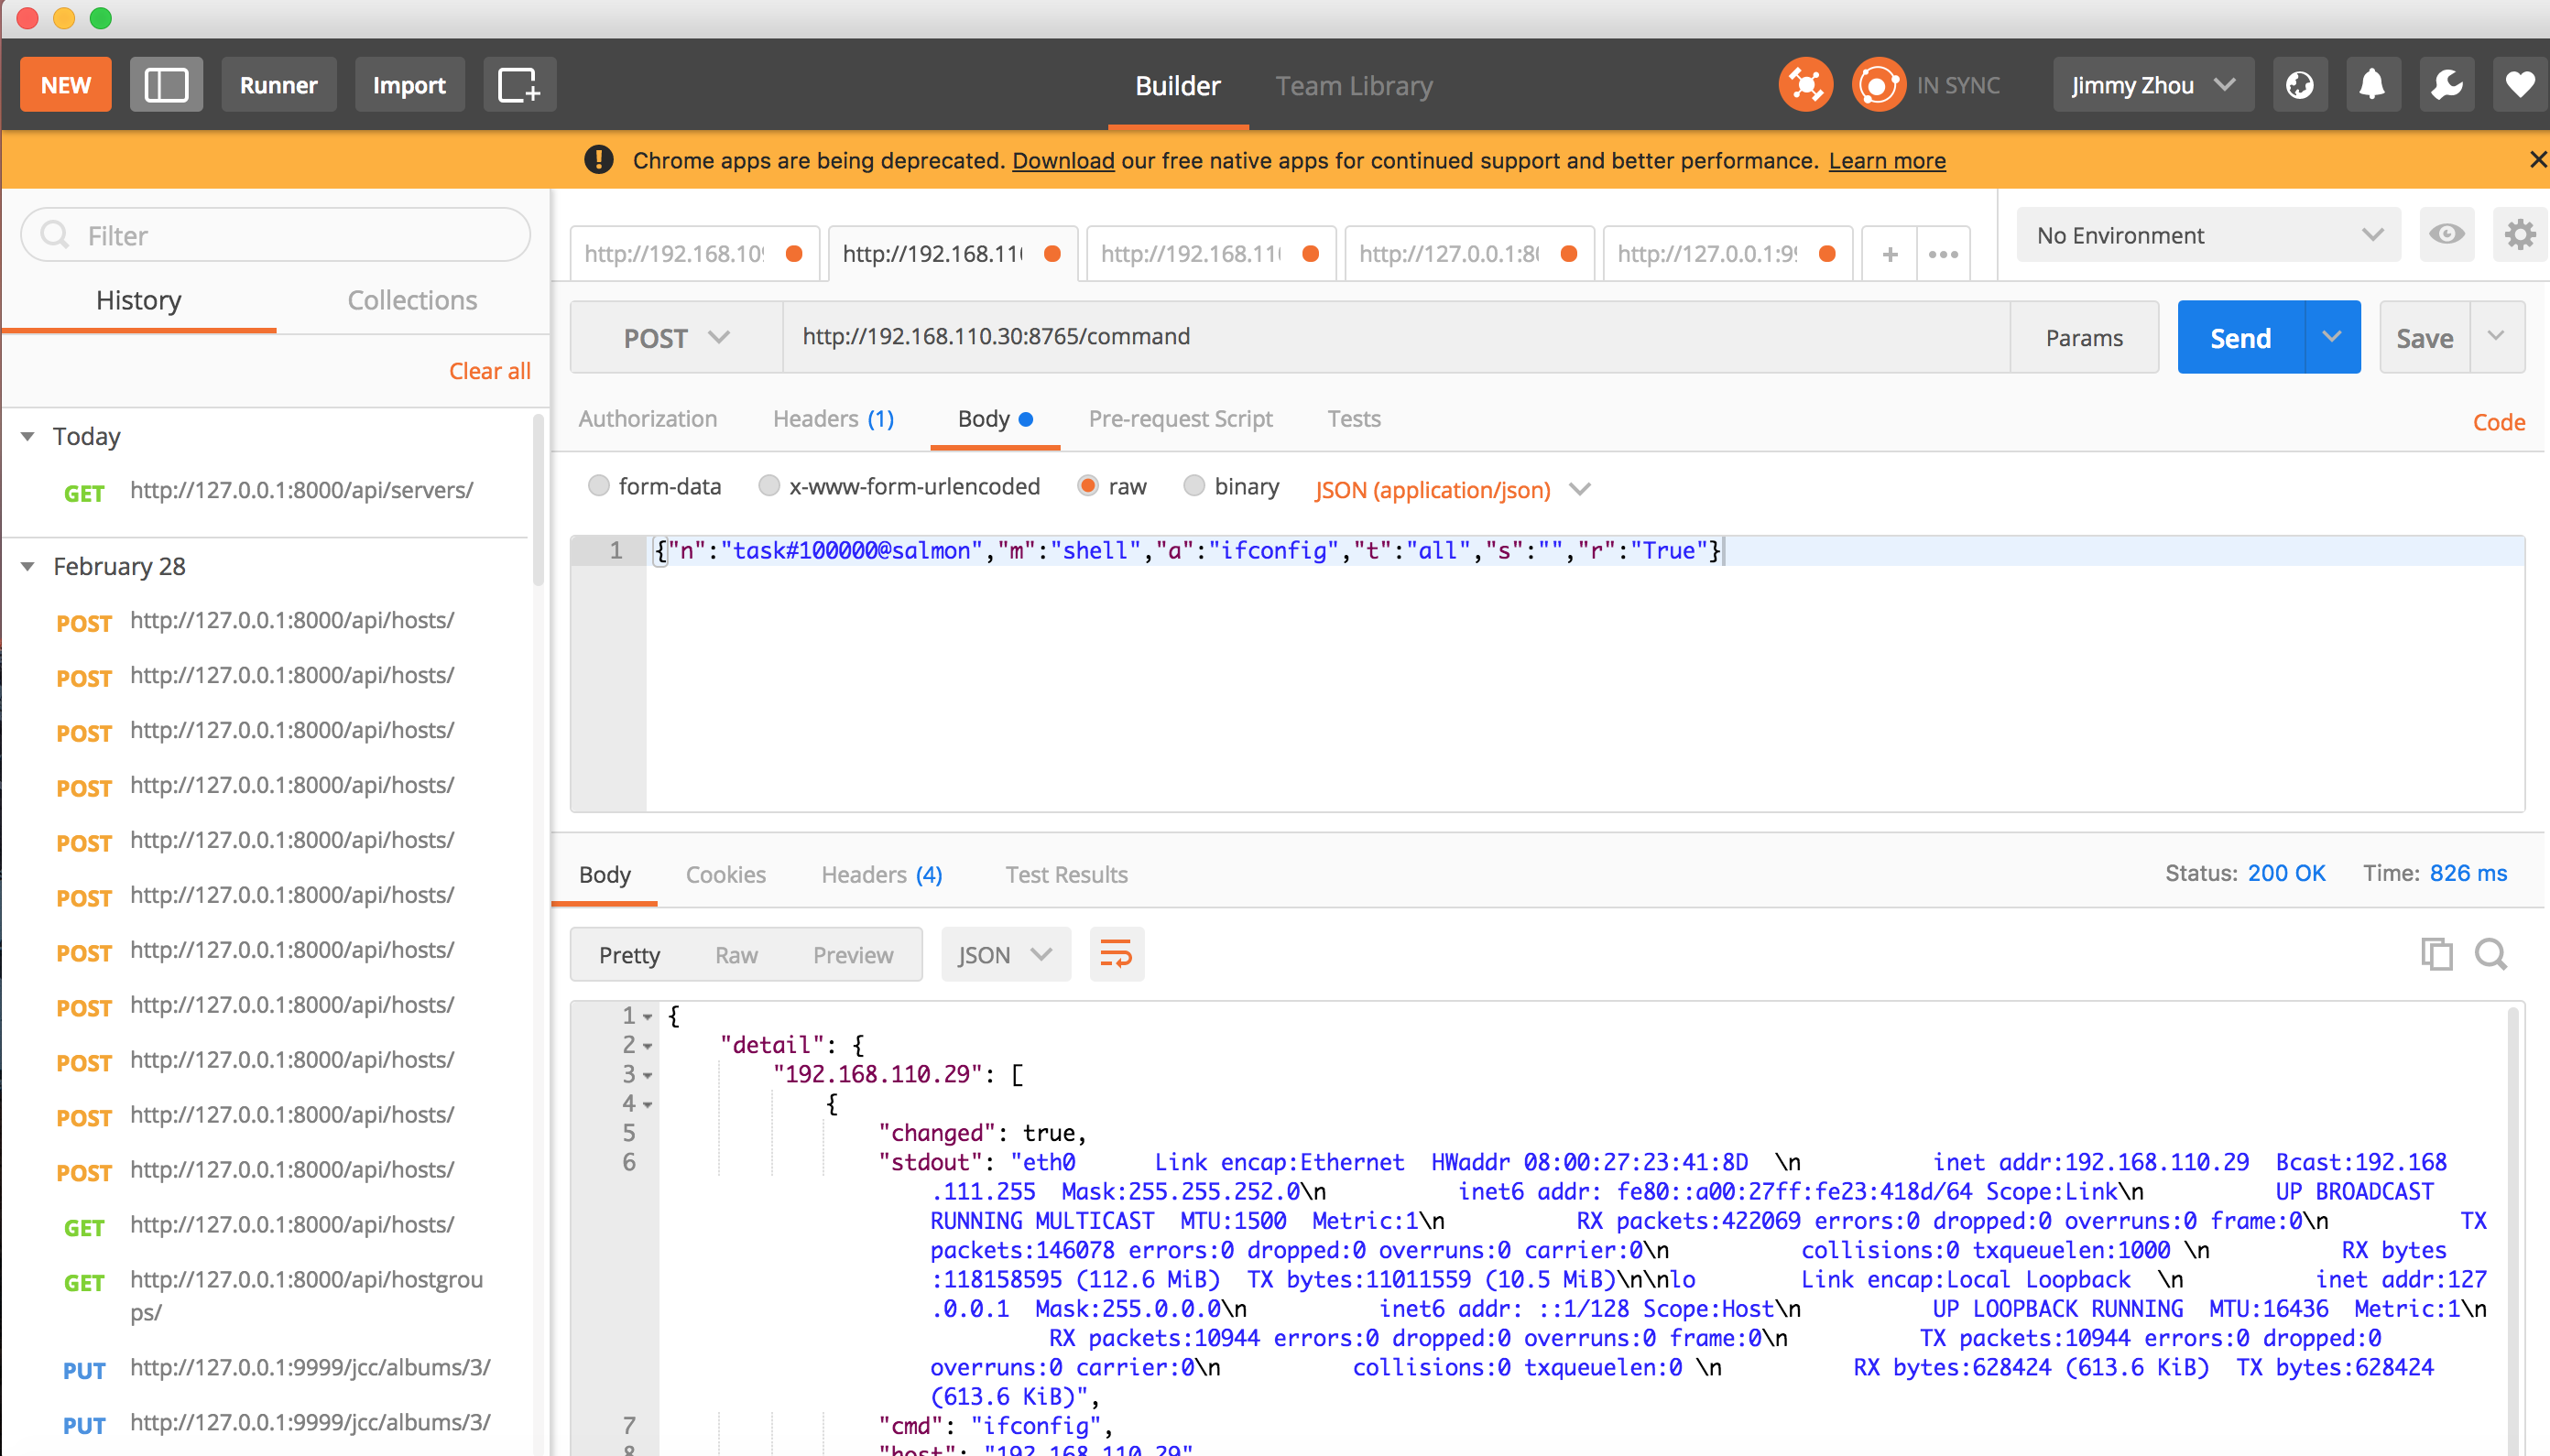 NEW Runner Import Builder Team Library IN SYNC Jimmy Zhou
Chrome apps are being deprecated. Download our free native apps for continued support and better performance. Learn more
Filter
History Collections
Clear all
Today
GET http://127.0.0.1:8000/api/servers/
February 28
POST http://127.0.0.1:8000/api/hosts/
POST http://127.0.0.1:8000/api/hosts/
POST http://127.0.0.1:8000/api/hosts/
POST http://127.0.0.1:8000/api/hosts/
POST http://127.0.0.1:8000/api/hosts/
POST http://127.0.0.1:8000/api/hosts/
POST http://127.0.0.1:8000/api/hosts/
POST http://127.0.0.1:8000/api/hosts/
POST http://127.0.0.1:8000/api/hosts/
POST http://127.0.0.1:8000/api/hosts/
POST http://127.0.0.1:8000/api/hosts/
GET http://127.0.0.1:8000/api/hosts/
GET http://127.0.0.1:8000/api/hostgrou
ps/
PUT http://127.0.0.1:9999/jcc/albums/3/
PUT http://127.0.0.1:9999/jcc/albums/3/
http://192.168.109 http://192.168.110 http://192.168.110 http://127.0.0.1:80 http://127.0.0.1:99 + ••• No Environment
POST http://192.168.110.30:8765/command Params Send Save
Authorization Headers (1) Body Pre-request Script Tests Code
form-data x-www-form-urlencoded raw binary JSON (application/json)
1 {"n":"task#100000@salmon","m":"shell","a":"ifconfig","t":"all","s":"","r":"True"}
Body Cookies Headers (4) Test Results Status: 200 OK Time: 826 ms
Pretty Raw Preview JSON
1 {
2 "detail": {
3 "192.168.110.29": [
4 {
5 "changed": true,
6 "stdout": "eth0 Link encap:Ethernet HWaddr 08:00:27:23:41:8D \n inet addr:192.168.110.29 Bcast:192.168
.111.255 Mask:255.255.252.0\n inet6 addr: fe80::a00:27ff:fe23:418d/64 Scope:Link\n UP BROADCAST
RUNNING MULTICAST MTU:1500 Metric:1\n RX packets:422069 errors:0 dropped:0 overruns:0 frame:0\n TX
packets:146078 errors:0 dropped:0 overruns:0 carrier:0\n collisions:0 txqueuelen:1000 \n RX bytes
:118158595 (112.6 MiB) TX bytes:11011559 (10.5 MiB)\n\nlo Link encap:Local Loopback \n inet addr:127
.0.0.1 Mask:255.0.0.0\n inet6 addr: ::1/128 Scope:Host\n UP LOOPBACK RUNNING MTU:16436 Metric:1\n
RX packets:10944 errors:0 dropped:0 overruns:0 frame:0\n TX packets:10944 errors:0 dropped:0
overruns:0 carrier:0\n collisions:0 txqueuelen:0 \n RX bytes:628424 (613.6 KiB) TX bytes:628424
(613.6 KiB)",
7 "cmd": "ifconfig",
8 "host": "192.168.110.29"